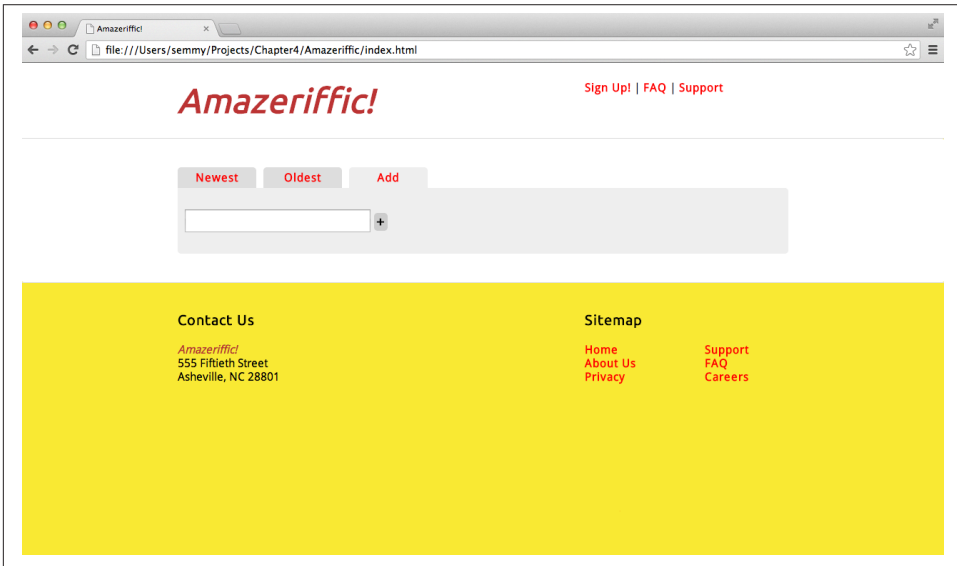 Amazeriffic!
file:///Users/semmy/Projects/Chapter4/Amazeriffic/index.html
Amazeriffic!
Sign Up! | FAQ | Support
Newest Oldest Add
+
Contact Us
Amazeriffic!
555 Fiftieth Street
Asheville, NC 28801
Sitemap
Home Support
About Us FAQ
Privacy Careers